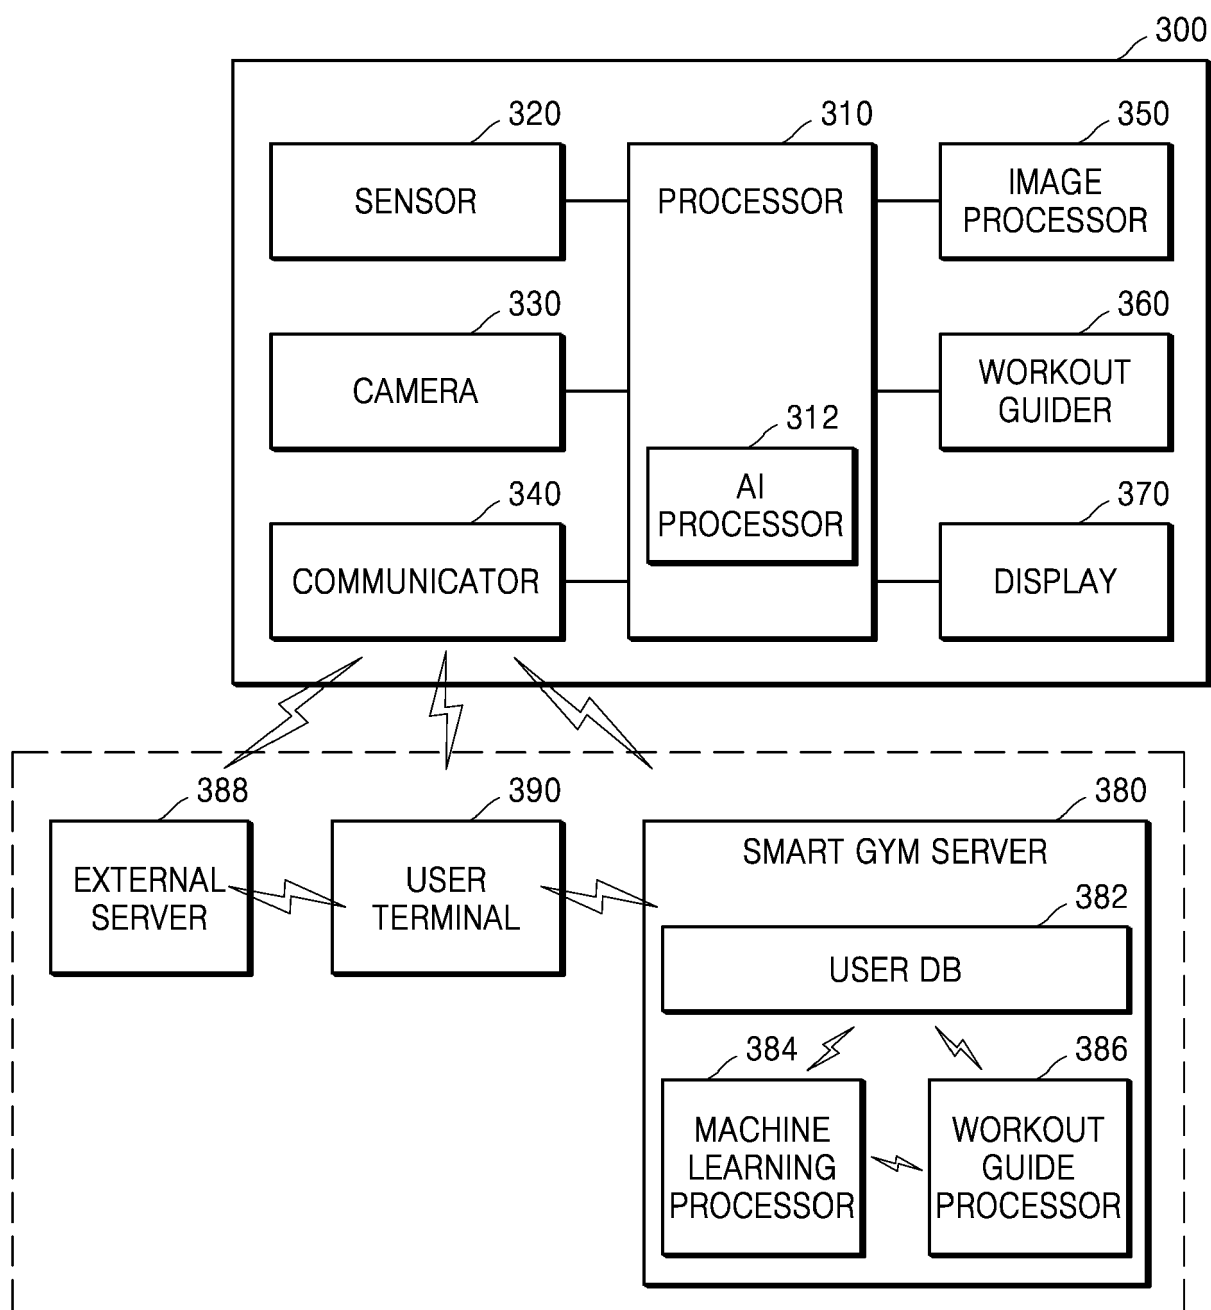 300
320
310
350
SENSOR
PROCESSOR
IMAGE
PROCESSOR
330
360
CAMERA
WORKOUT
GUIDER
312
AI
PROCESSOR
340
370
COMMUNICATOR
DISPLAY
388
390
380
EXTERNAL
SERVER
USER
TERMINAL
SMART GYM SERVER
382
USER DB
384
386
MACHINE
LEARNING
PROCESSOR
WORKOUT
GUIDE
PROCESSOR